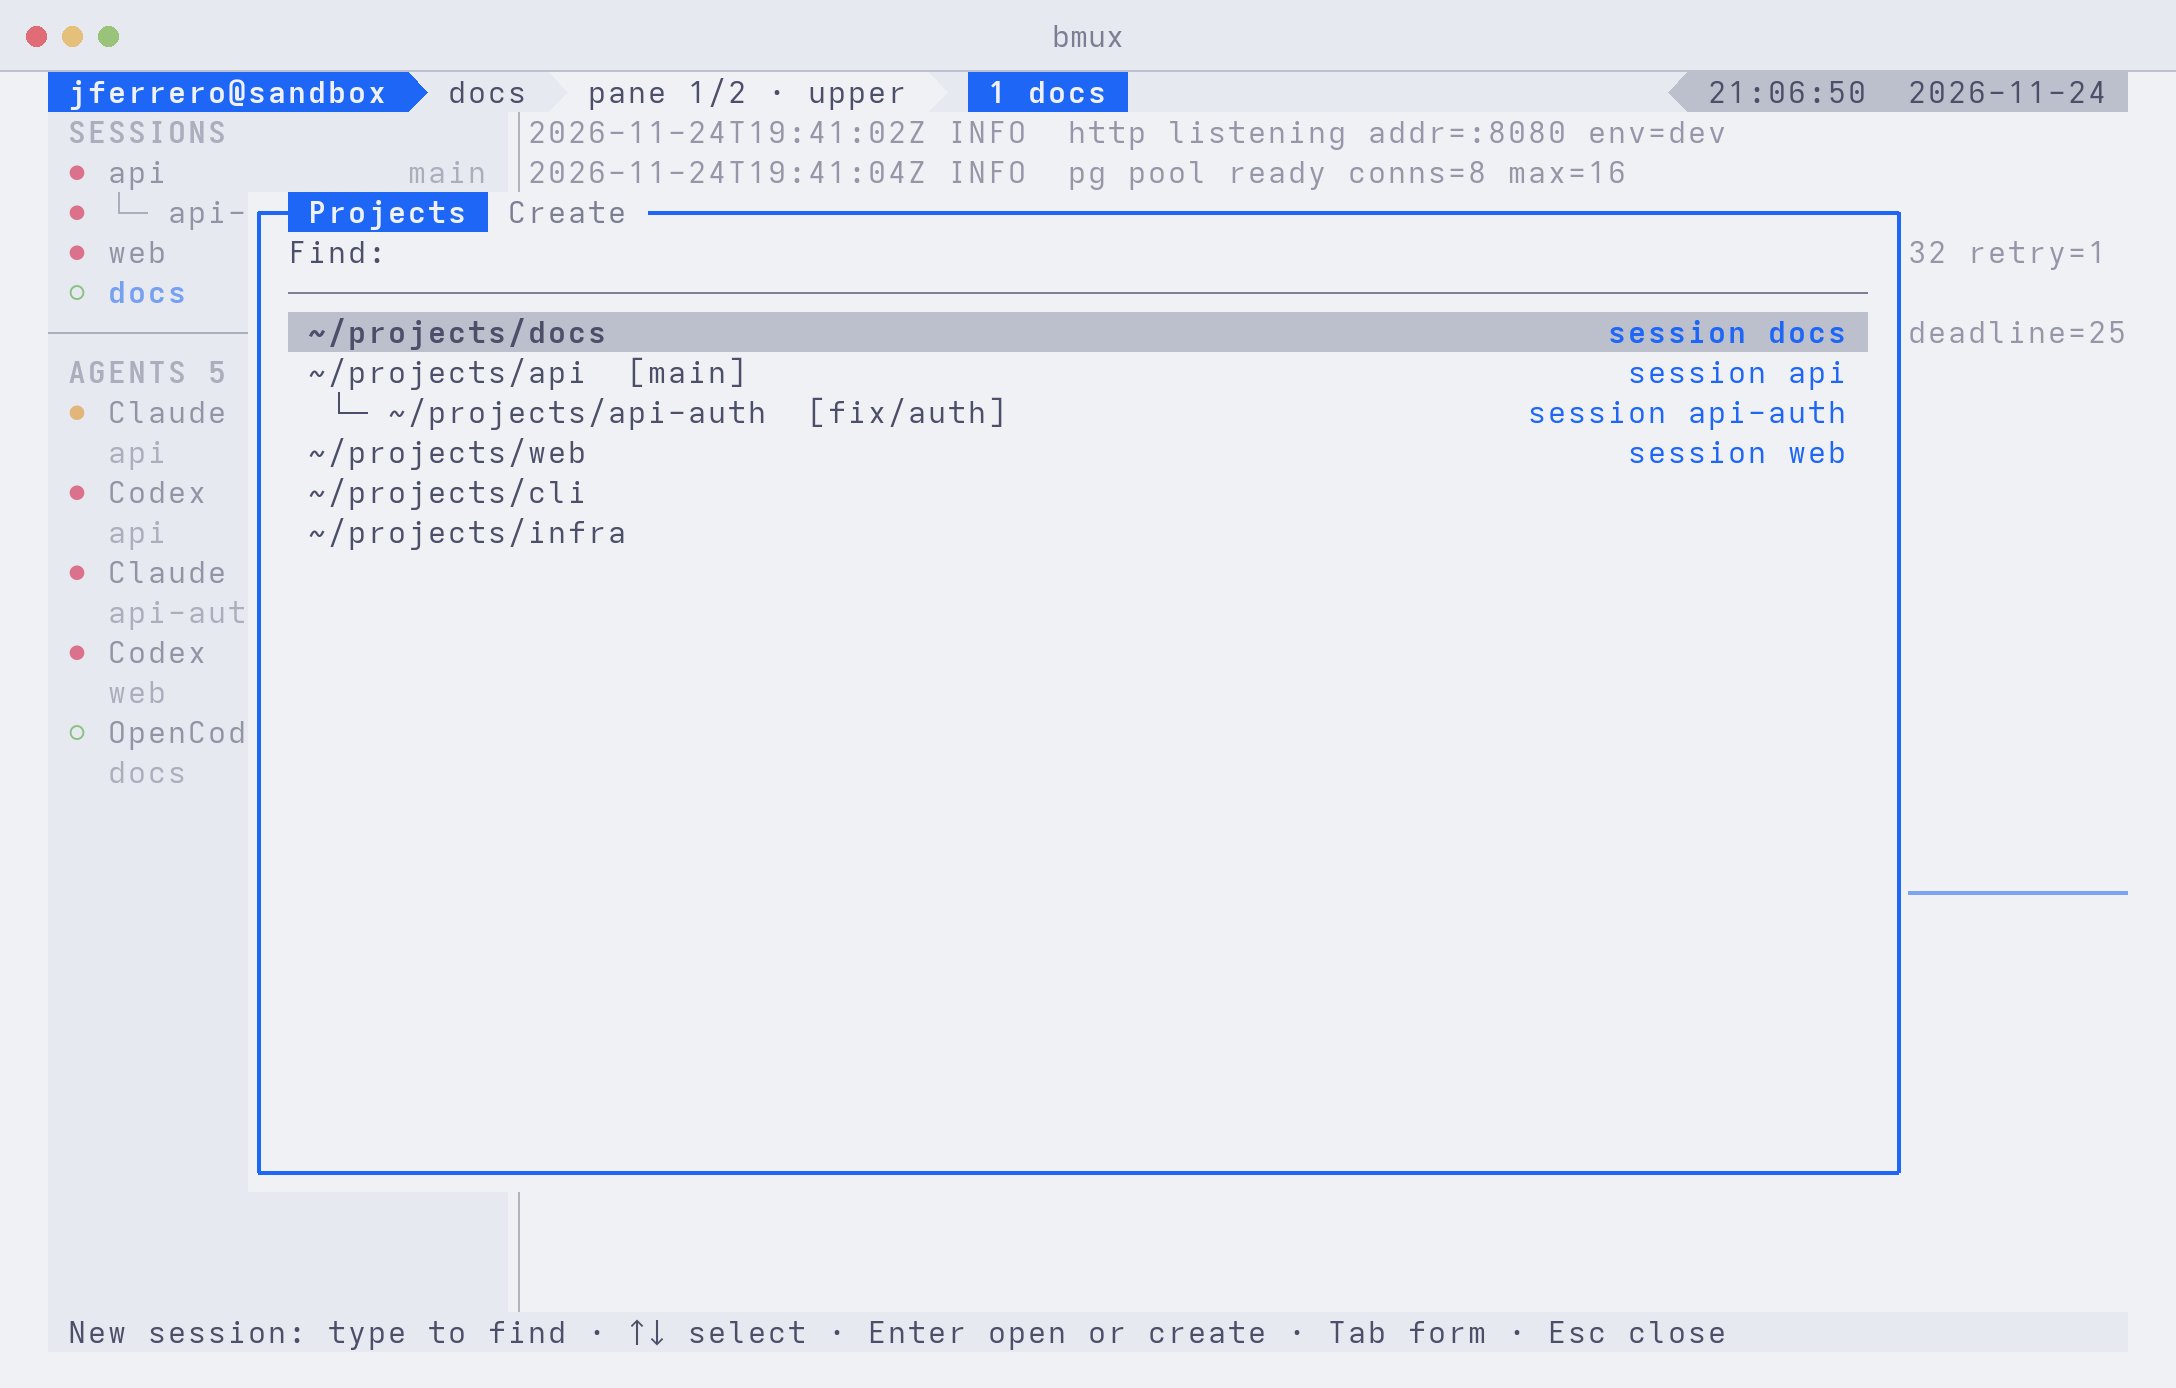 bmux
jferrero@sandbox docs pane 1/2 · upper 1 docs 21:06:50 2026-11-24
SESSIONS
2026-11-24T19:41:02Z INFO  http listening addr=:8080 env=dev
api main
2026-11-24T19:41:04Z INFO  pg pool ready conns=8 max=16
└─ api-
Projects Create
web
Find:
32 retry=1
docs
~/projects/docs session docs
deadline=25
AGENTS 5
~/projects/api  [main] session api
Claude
└─ ~/projects/api-auth  [fix/auth] session api-auth
api
~/projects/web session web
Codex
~/projects/cli
api
~/projects/infra
Claude
api-aut
Codex
web
OpenCod
docs
New session: type to find · ↑↓ select · Enter open or create · Tab form · Esc close